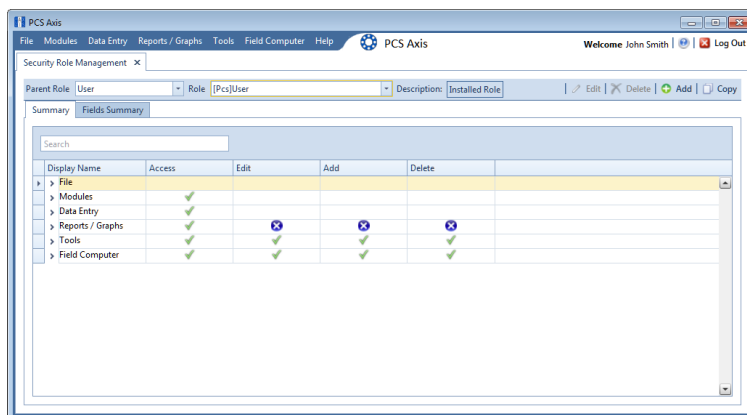 PCS Axis
File Modules Data Entry Reports / Graphs Tools Field Computer Help PCS Axis Welcome John Smith Log Out
Security Role Management
Parent Role User Role [Pcs]User Description: Installed Role Edit Delete Add Copy
Summary Fields Summary
Search
Display Name Access Edit Add Delete
File
Modules
Data Entry
Reports / Graphs
Tools
Field Computer